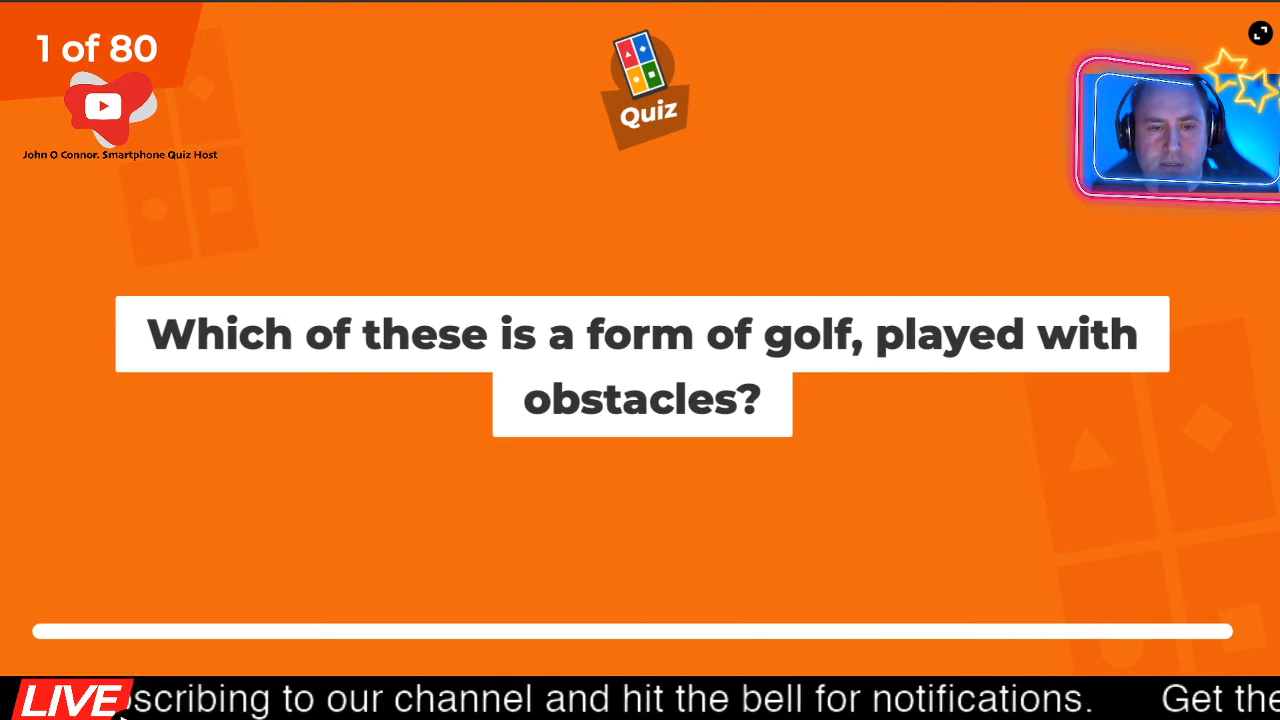 1 of 80
John O Connor. Smartphone Quiz Host
Quiz
Which of these is a form of golf, played with
obstacles?
LIVE
scribing to our channel and hit the bell for notifications. Get the